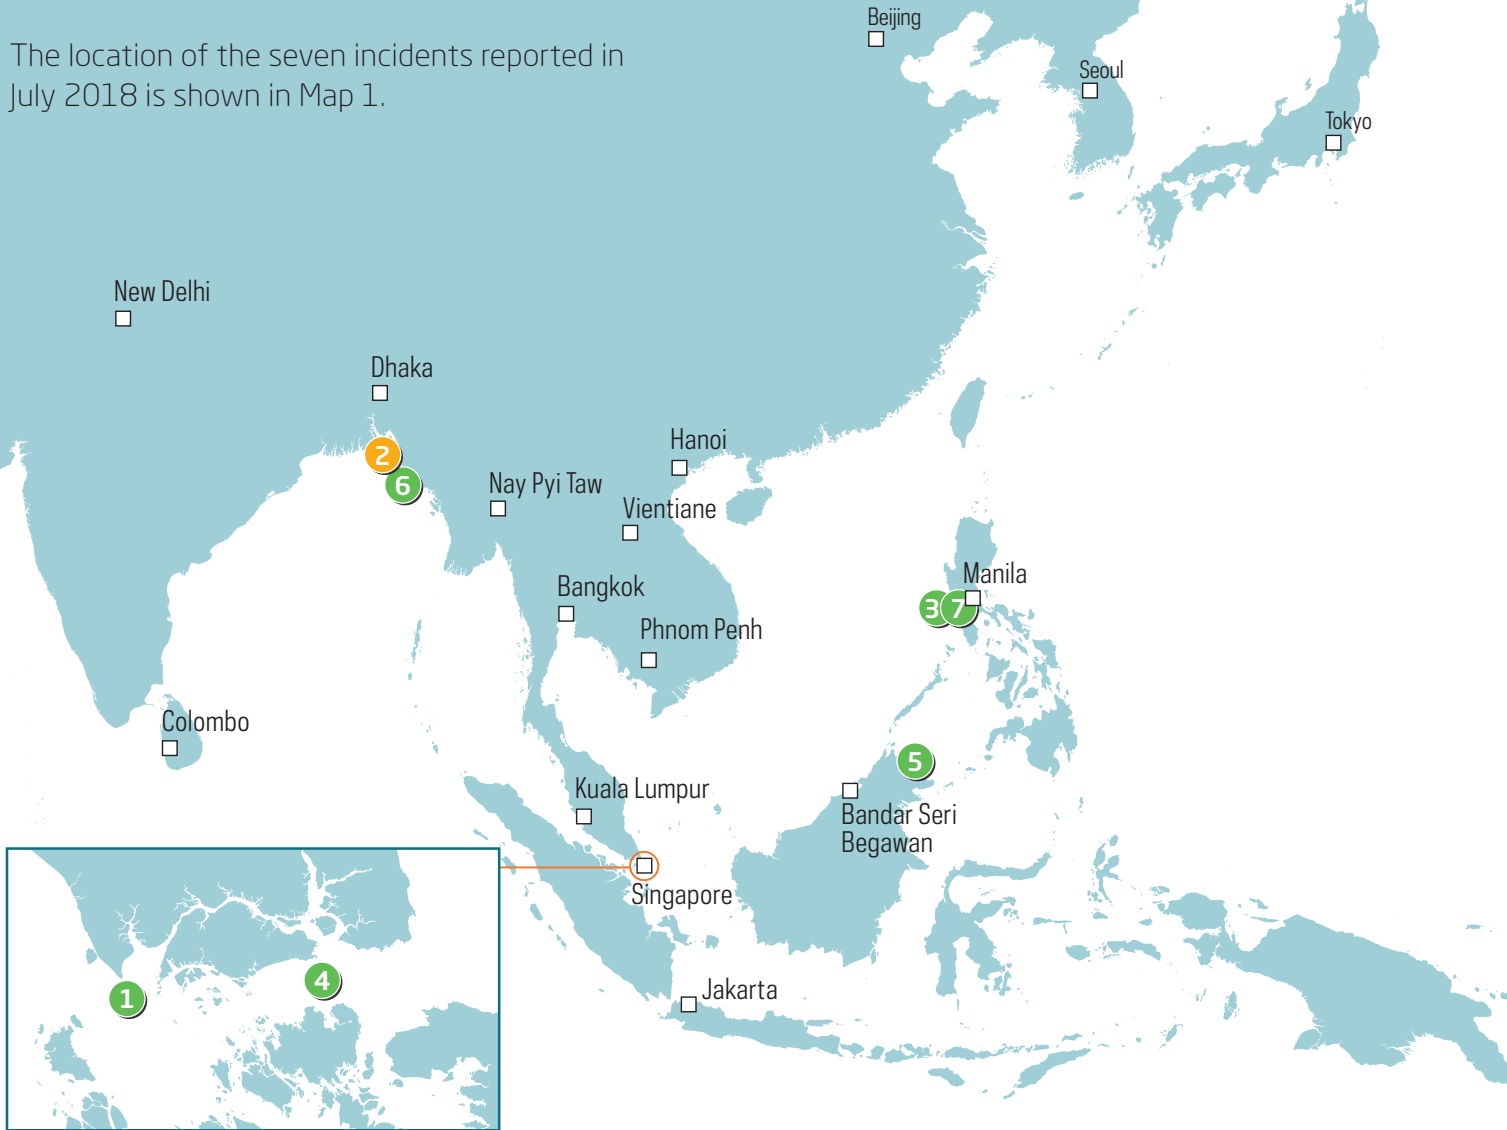 The location of the seven incidents reported in
July 2018 is shown in Map 1.
Beijing
Seoul
Tokyo
New Delhi
Dhaka
2
6
Hanoi
Nay Pyi Taw
Vientiane
Bangkok
Phnom Penh
Manila
3
7
Colombo
5
Kuala Lumpur
Bandar Seri
Begawan
Singapore
Jakarta
1
4